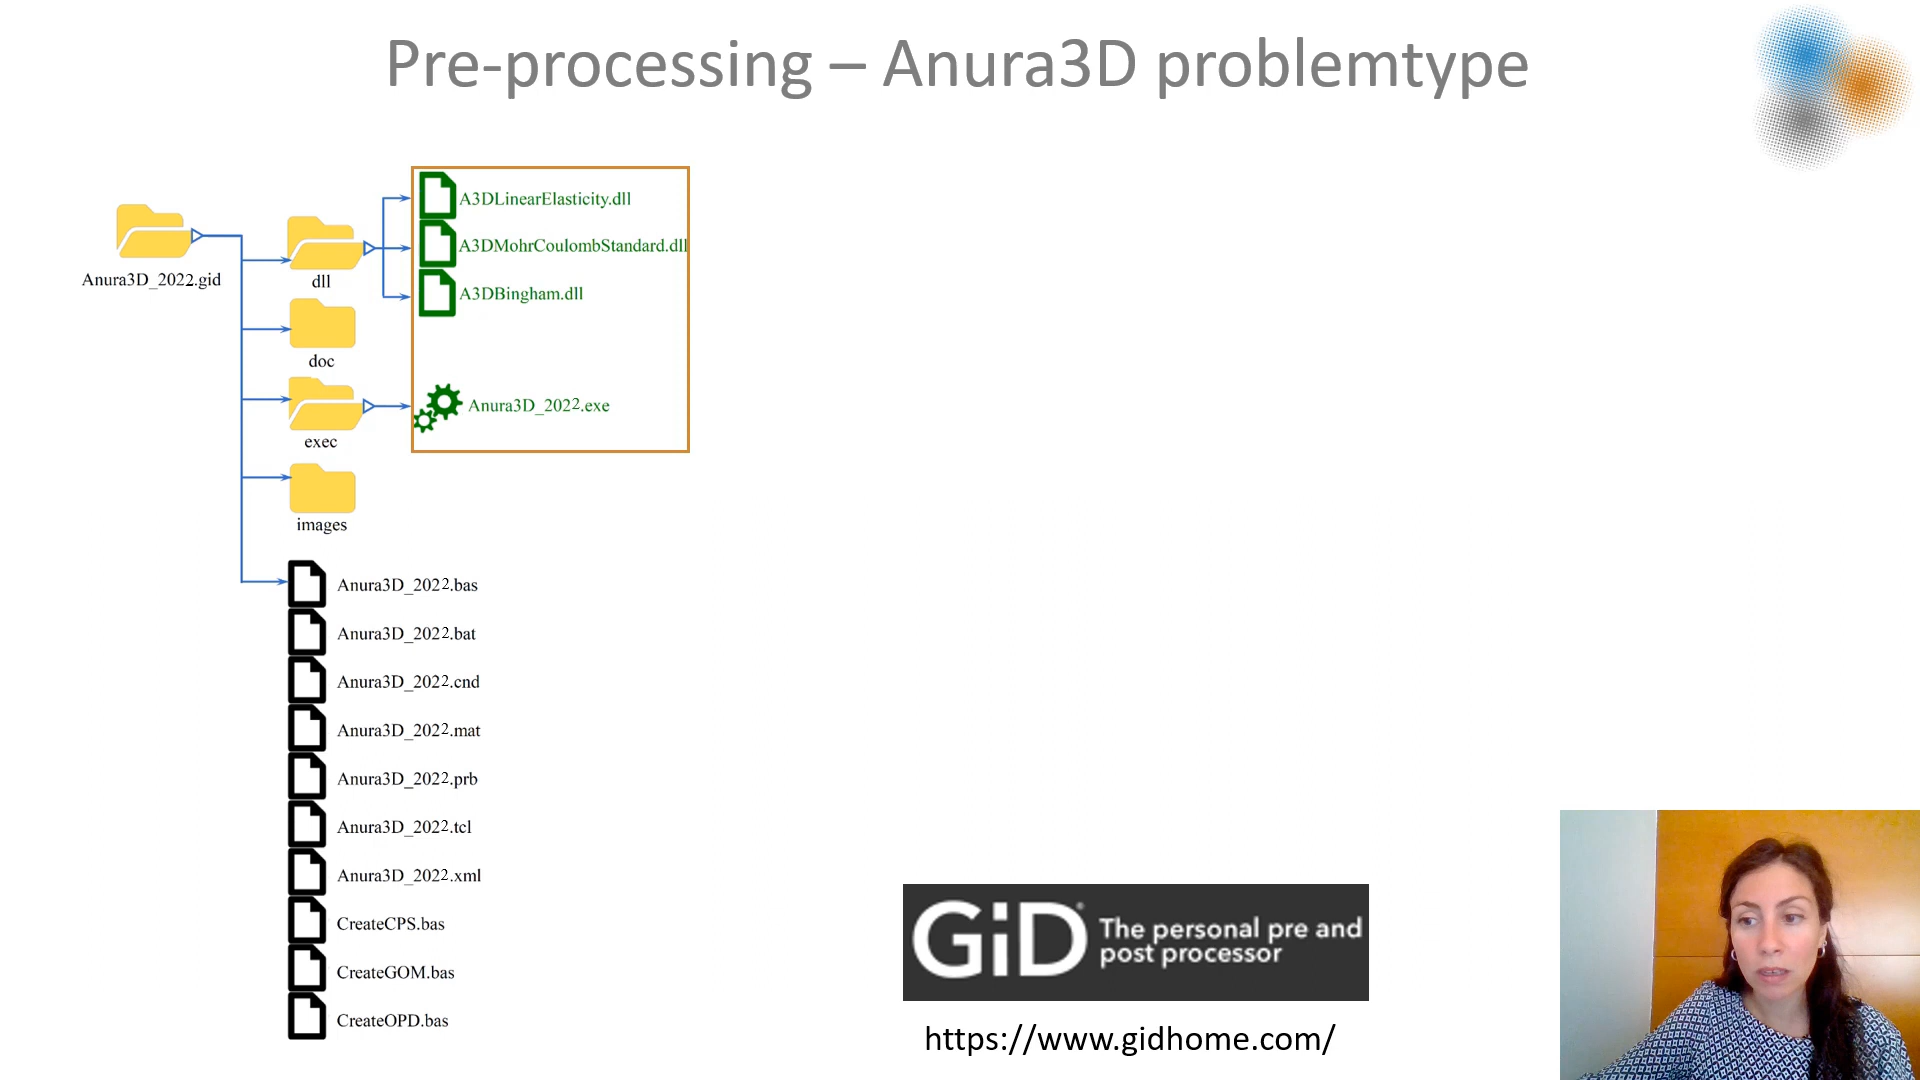 Pre-processing – Anura3D problemtype
A3DLinearElasticity.dll
A3DMohrCoulombStandard.dll
A3DBingham.dll
Anura3D_2022.gid
dll
doc
Anura3D_2022.exe
exec
images
Anura3D_2022.bas
Anura3D_2022.bat
Anura3D_2022.cnd
Anura3D_2022.mat
Anura3D_2022.prb
Anura3D_2022.tcl
Anura3D_2022.xml
CreateCPS.bas
CreateGOM.bas
CreateOPD.bas
GiD® The personal pre and
post processor
https://www.gidhome.com/